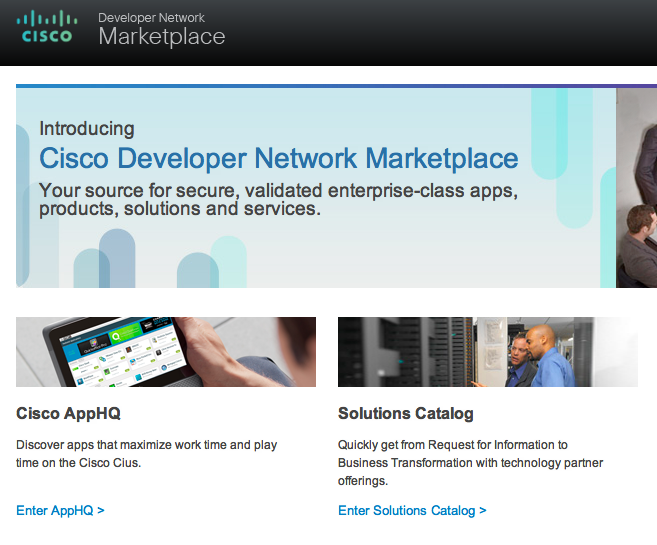 CISCO
Developer Network
Marketplace
Introducing
Cisco Developer Network Marketplace
Your source for secure, validated enterprise-class apps,
products, solutions and services.
Cisco AppHQ
Solutions Catalog
Discover apps that maximize work time and play
time on the Cisco Cius.
Quickly get from Request for Information to
Business Transformation with technology partner
offerings.
Enter AppHQ >
Enter Solutions Catalog >